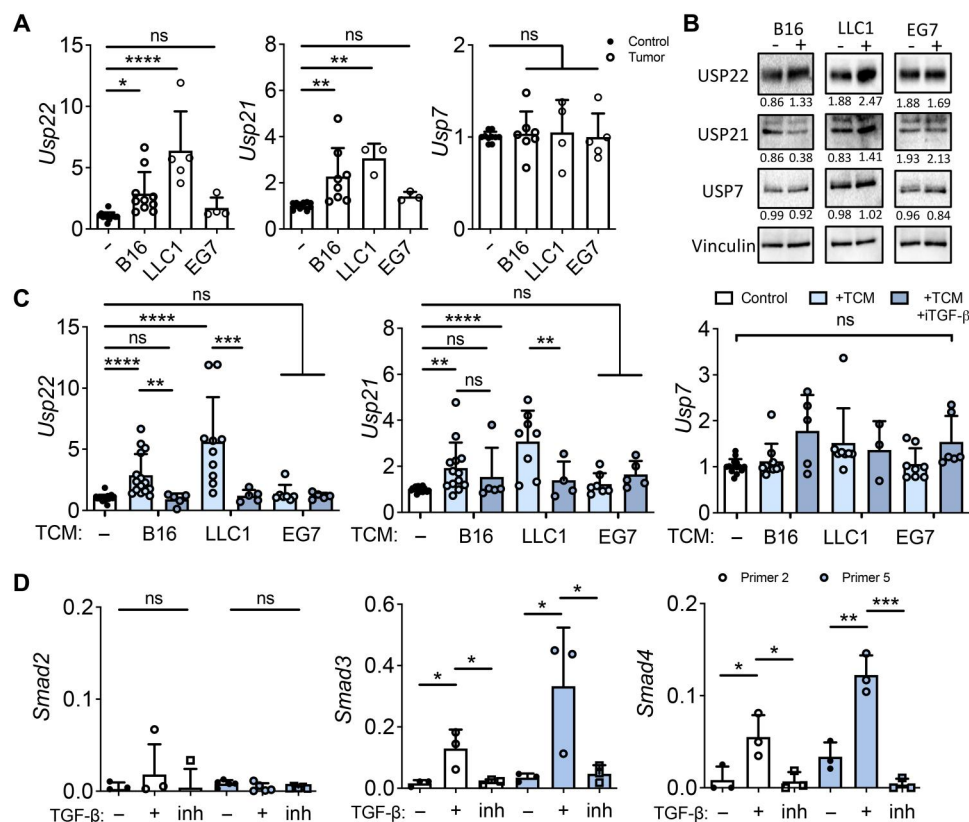 A
ns
****
*
Usp22
15
10
5
0
-
B16
LLC1
EG7
ns
**
**
Usp21
8
6
4
2
0
-
B16
LLC1
EG7
ns
Usp7
2
1
0
-
B16
LLC1
EG7
Control
Tumor
B
B16 LLC1 EG7
- + - + - +
USP22
0.86 1.33 1.88 2.47 1.88 1.69
USP21
0.86 0.38 0.83 1.41 1.93 2.13
USP7
0.99 0.92 0.98 1.02 0.96 0.84
Vinculin
C
ns
****
ns
***
****
**
Usp22
15
10
5
0
TCM: – B16 LLC1 EG7
ns
****
ns
**
**
ns
Usp21
8
6
4
2
0
– B16 LLC1 EG7
Control +TCM +TCM
+iTGF-β
ns
Usp7
4
3
2
1
0
TCM: – B16 LLC1 EG7
D
ns ns
Smad2
0.2
0.1
0.0
TGF-β: – + inh – + inh
* *
* *
Smad3
0.6
0.4
0.2
0.0
– + inh – + inh
Primer 2 Primer 5
** ***
* *
Smad4
0.2
0.1
0.0
TGF-β: – + inh – + inh